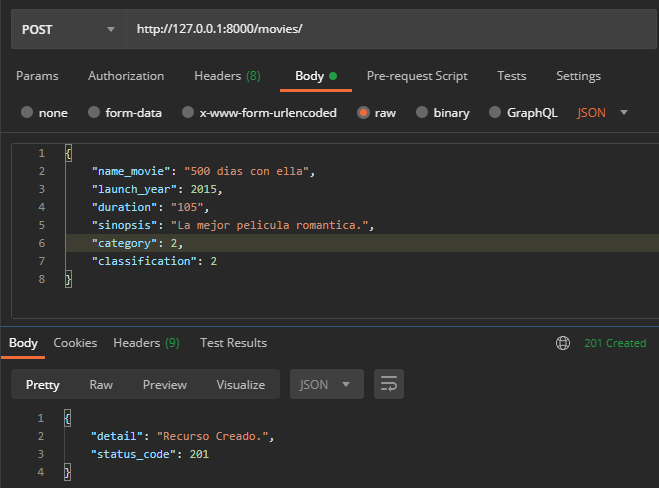 POST http://127.0.0.1:8000/movies/
Params Authorization Headers (8) Body Pre-request Script Tests Settings
none form-data x-www-form-urlencoded raw binary GraphQL JSON
1 {
2 "name_movie": "500 dias con ella",
3 "launch_year": 2015,
4 "duration": "105",
5 "sinopsis": "La mejor pelicula romantica.",
6 "category": 2,
7 "classification": 2
8 }
Body Cookies Headers (9) Test Results 201 Created
Pretty Raw Preview Visualize JSON
1 {
2 "detail": "Recurso Creado.",
3 "status_code": 201
4 }